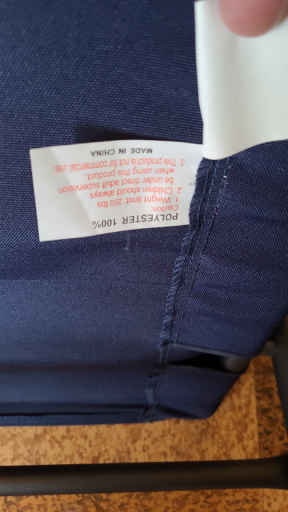 POLYESTER 100%
Caution:
1. Weight limit 250 lbs
2. Children should always
be under direct adult supervision
when using this product.
3. This product is not for commercial use
MADE IN CHINA